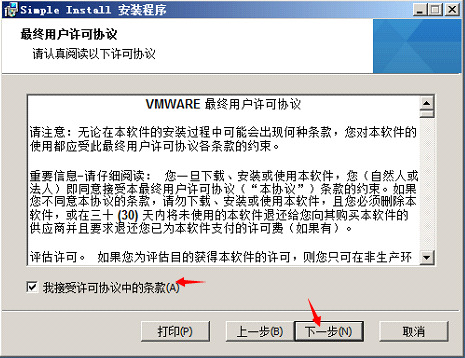 Simple Install 安装程序
最终用户许可协议
请认真阅读以下许可协议
VMWARE 最终用户许可协议
请注意：无论在本软件的安装过程中可能会出现何种条款，您对本软件的
使用都应受此最终用户许可协议各条款的约束。
重要信息-请仔细阅读： 您一旦下载、安装或使用本软件，您（自然人或
法人）即同意接受本最终用户许可协议（“本协议”）条款的约束。如果
您不同意本协议的条款，请勿下载、安装或使用本软件，且您必须删除本
软件，或在三十 (30) 天内将未使用的本软件退还给您向其购买本软件的
供应商并且要求退还您已为本软件支付的许可费（如果有）。
评估许可。 如果您为评估目的获得本软件的许可，则您只可在非生产环
我接受许可协议中的条款(A)
打印(P)
上一步(B)
下一步(N)
取消